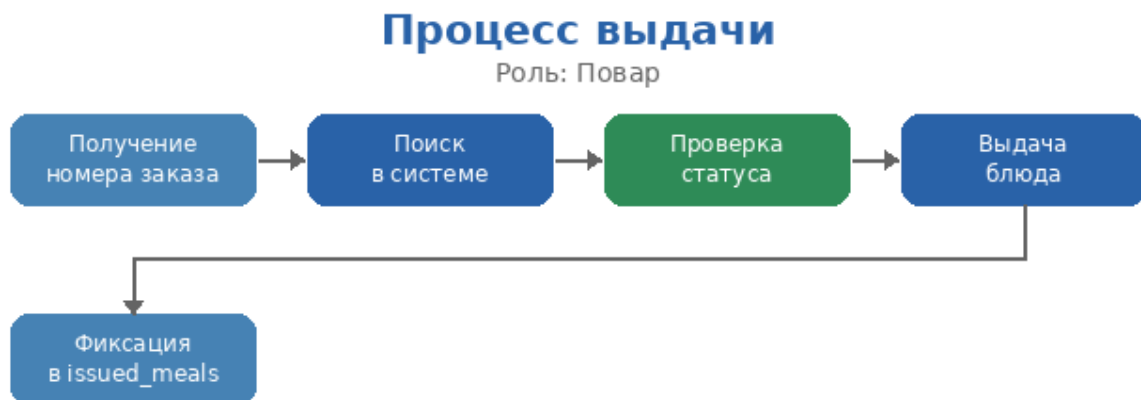 Процесс выдачи
Роль: Повар
Получение
номера заказа
Поиск
в системе
Проверка
статуса
Выдача
блюда
Фиксация
в issued_meals